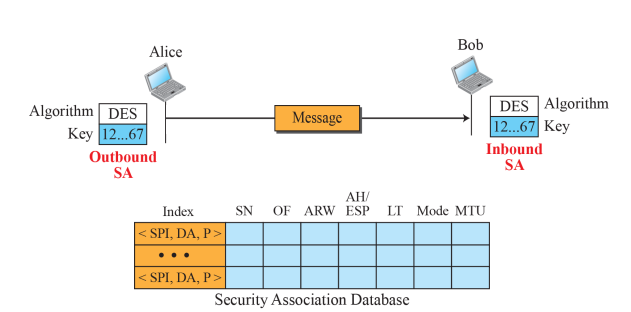 Alice
Bob
Algorithm DES
Key 12...67
Outbound
SA
Message
DES Algorithm
12...67 Key
Inbound
SA
Index SN OF ARW AH/ESP LT Mode MTU
< SPI, DA, P >
• • •
< SPI, DA, P >
Security Association Database